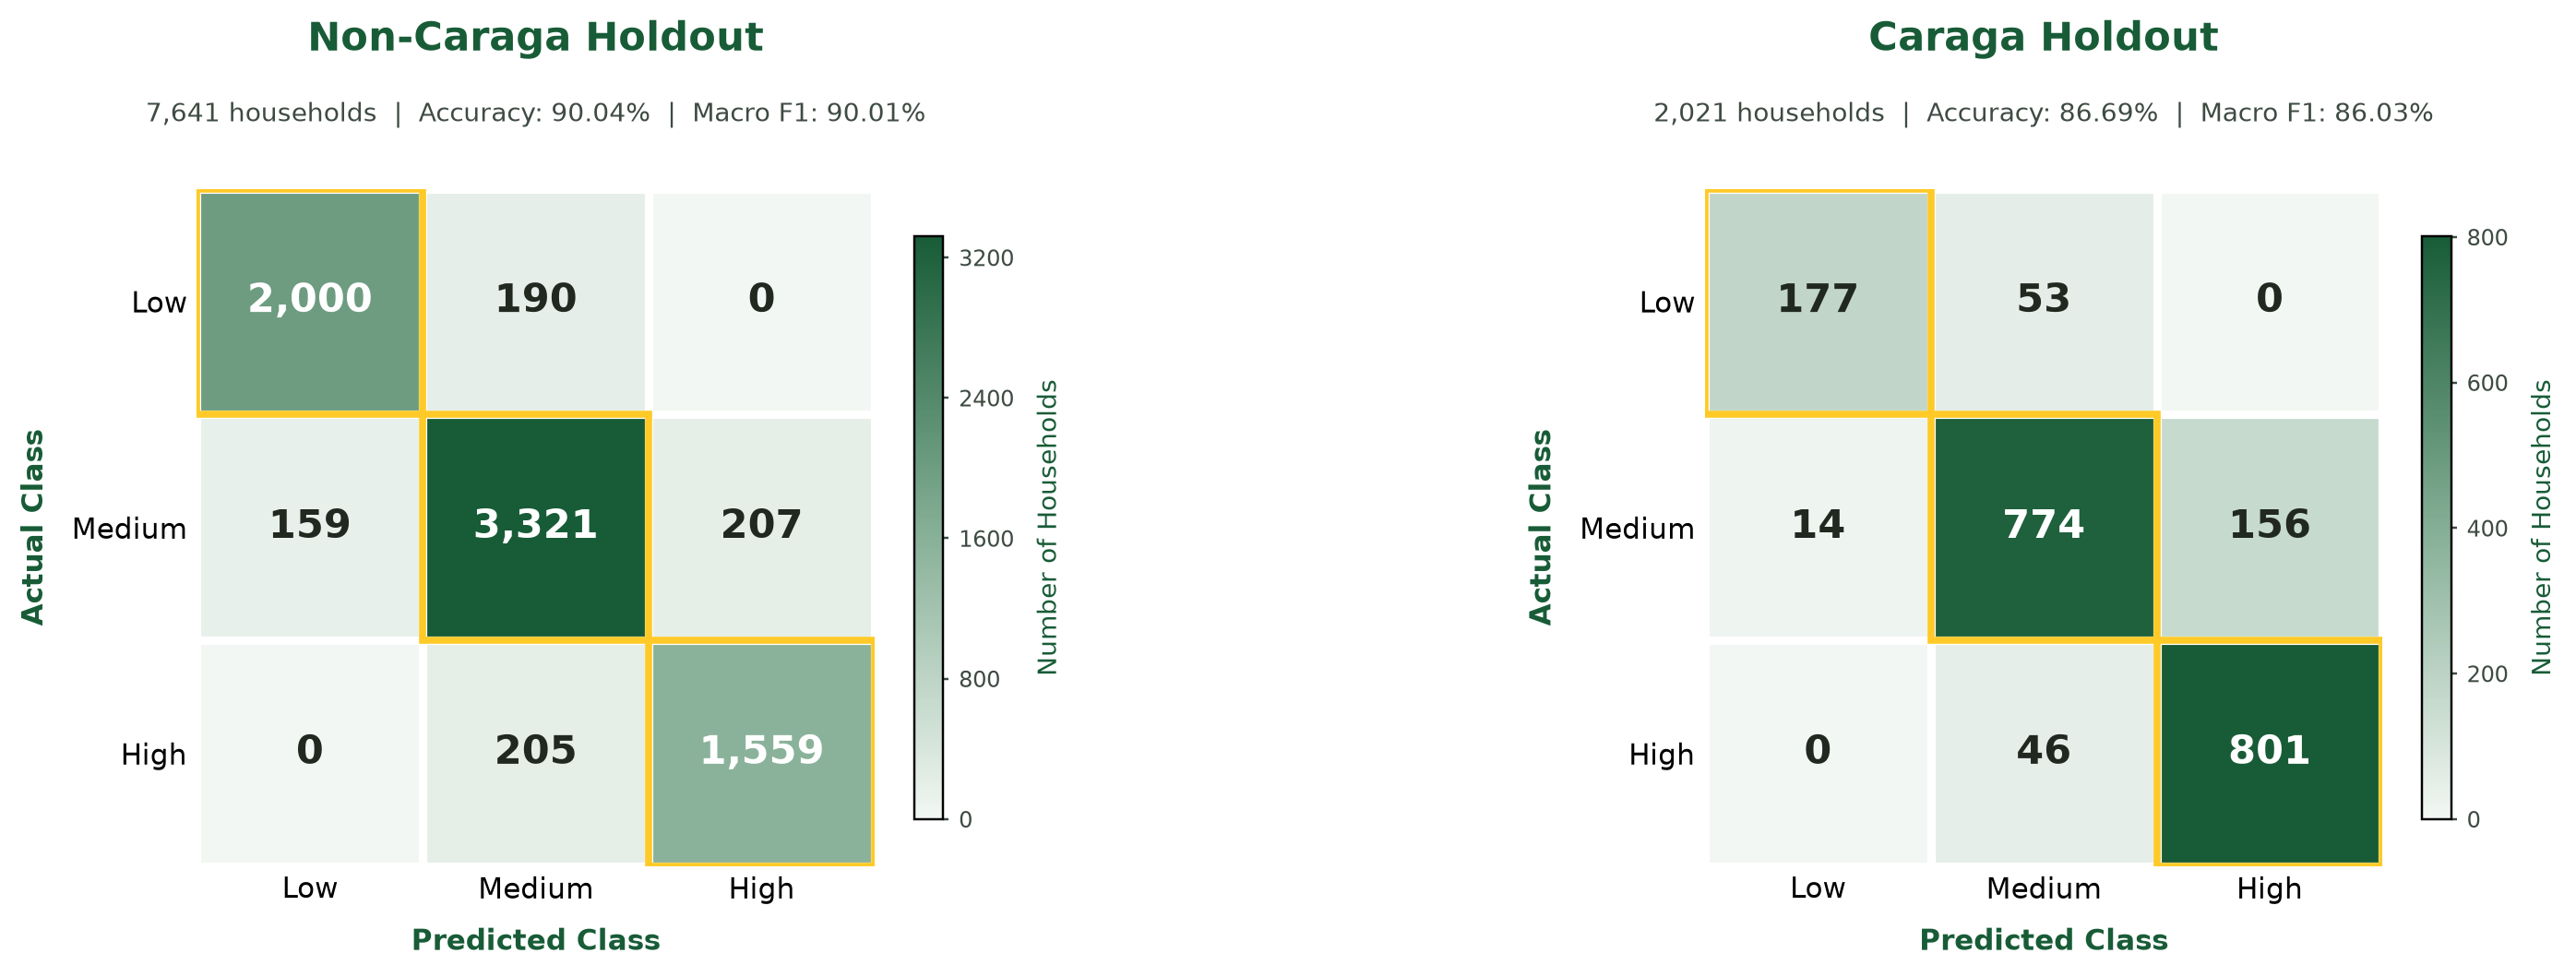 Non-Caraga Holdout
7,641 households | Accuracy: 90.04% | Macro F1: 90.01%
Actual Class
Low
2,000
190
0
Medium
159
3,321
207
High
0
205
1,559
Low
Medium
High
Predicted Class
3200
2400
1600
800
0
Number of Households
Caraga Holdout
2,021 households | Accuracy: 86.69% | Macro F1: 86.03%
Actual Class
Low
177
53
0
Medium
14
774
156
High
0
46
801
Low
Medium
High
Predicted Class
800
600
400
200
0
Number of Households